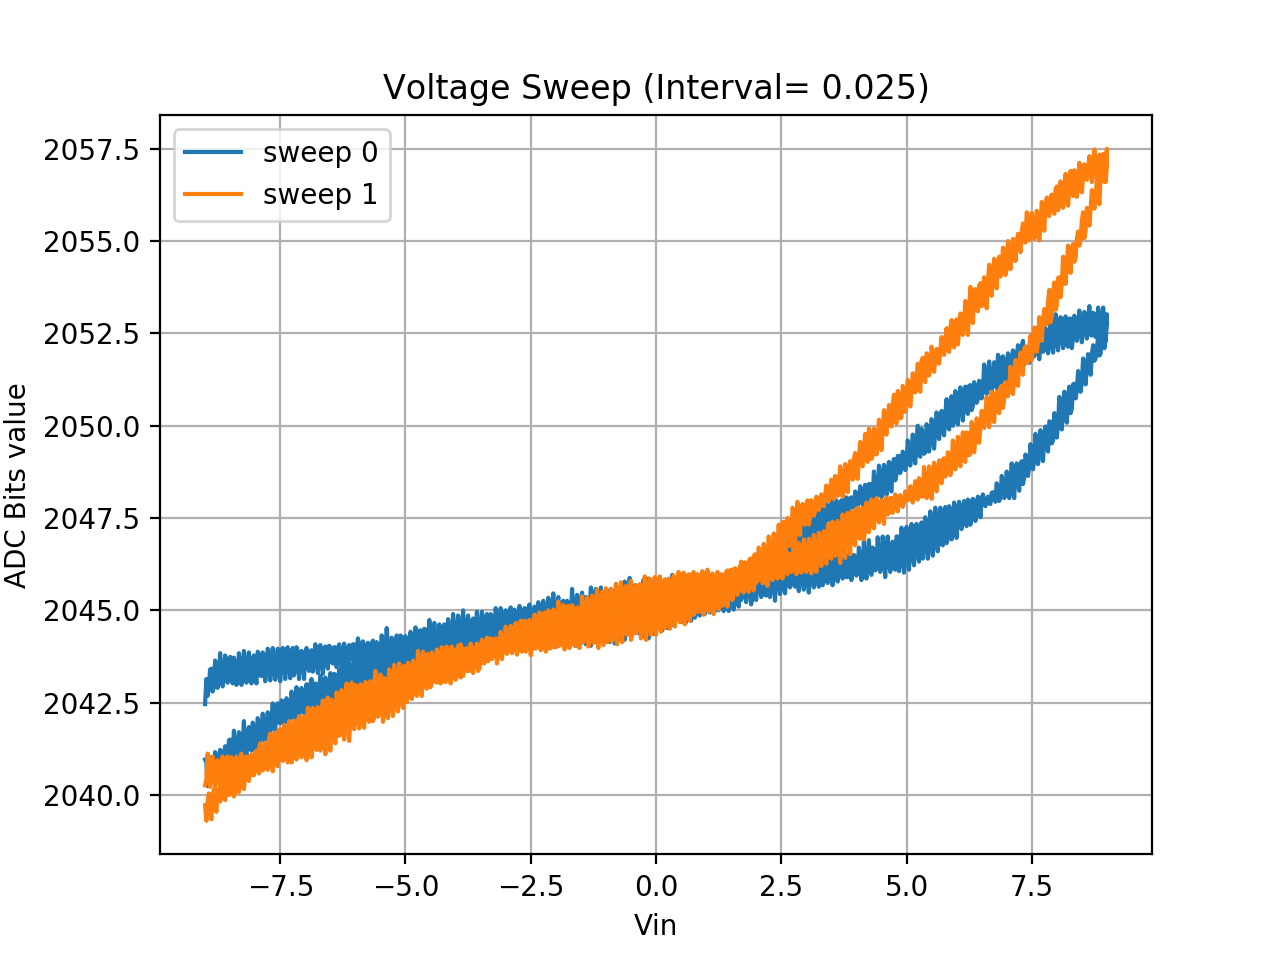 Voltage Sweep (Interval= 0.025)
sweep 0
sweep 1
2057.5
2055.0
2052.5
2050.0
2047.5
2045.0
2042.5
2040.0
ADC Bits value
−7.5 −5.0 −2.5 0.0 2.5 5.0 7.5
Vin